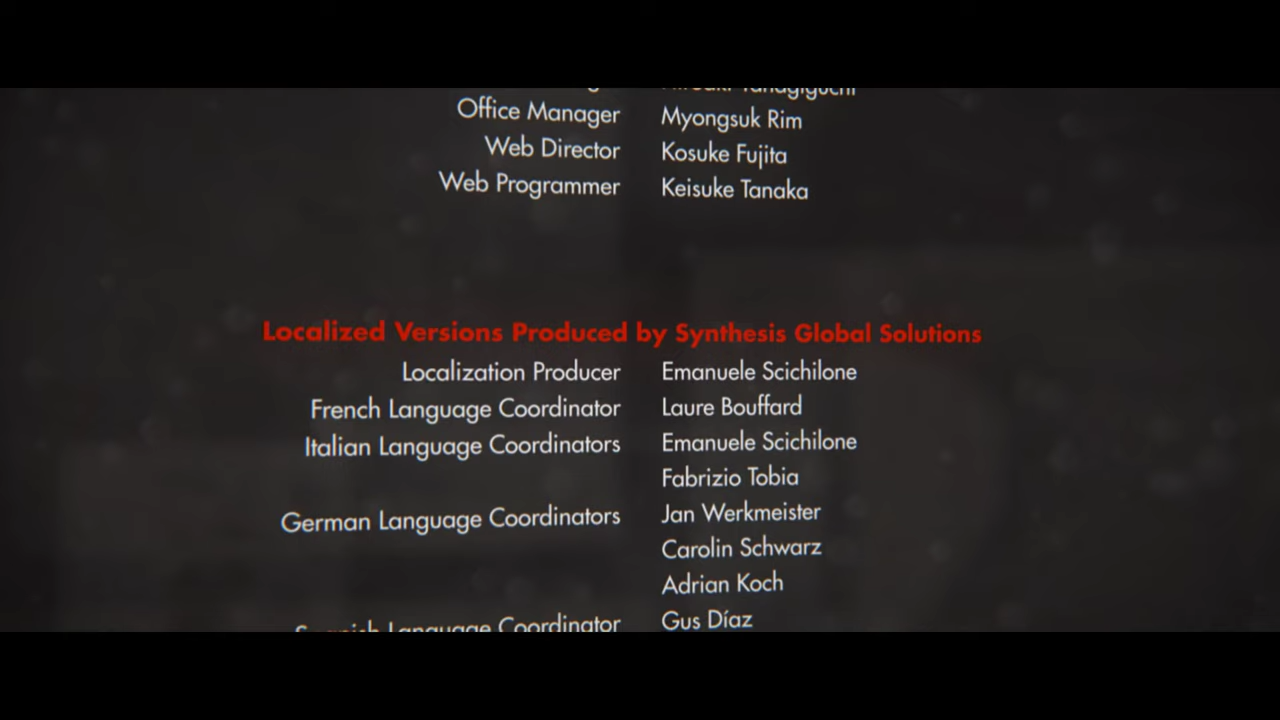 Office Manager Myongsuk Rim
Web Director Kosuke Fujita
Web Programmer Keisuke Tanaka
Localized Versions Produced by Synthesis Global Solutions
Localization Producer Emanuele Scichilone
French Language Coordinator Laure Bouffard
Italian Language Coordinators Emanuele Scichilone
Fabrizio Tobia
German Language Coordinators Jan Werkmeister
Carolin Schwarz
Adrian Koch
Spanish Language Coordinator Gus Díaz